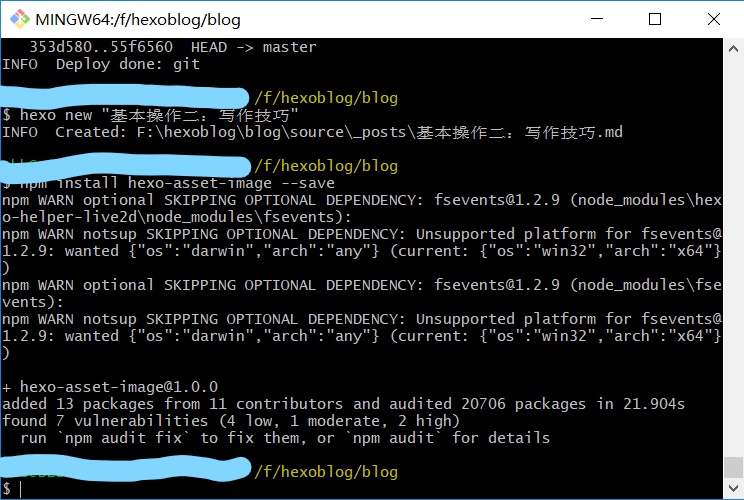 MINGW64:/f/hexoblog/blog
353d580..55f6560 HEAD -> master
INFO Deploy done: git
/f/hexoblog/blog
$ hexo new "基本操作二：写作技巧"
INFO Created: F:\hexoblog\blog\source\_posts\基本操作二：写作技巧.md
/f/hexoblog/blog
$ npm install hexo-asset-image --save
npm WARN optional SKIPPING OPTIONAL DEPENDENCY: fsevents@1.2.9 (node_modules\hex
o-helper-live2d\node_modules\fsevents):
npm WARN notsup SKIPPING OPTIONAL DEPENDENCY: Unsupported platform for fsevents@
1.2.9: wanted {"os":"darwin","arch":"any"} (current: {"os":"win32","arch":"x64"}
)
npm WARN optional SKIPPING OPTIONAL DEPENDENCY: fsevents@1.2.9 (node_modules\fse
vents):
npm WARN notsup SKIPPING OPTIONAL DEPENDENCY: Unsupported platform for fsevents@
1.2.9: wanted {"os":"darwin","arch":"any"} (current: {"os":"win32","arch":"x64"}
)
+ hexo-asset-image@1.0.0
added 13 packages from 11 contributors and audited 20706 packages in 21.904s
found 7 vulnerabilities (4 low, 1 moderate, 2 high)
run `npm audit fix` to fix them, or `npm audit` for details
/f/hexoblog/blog
$